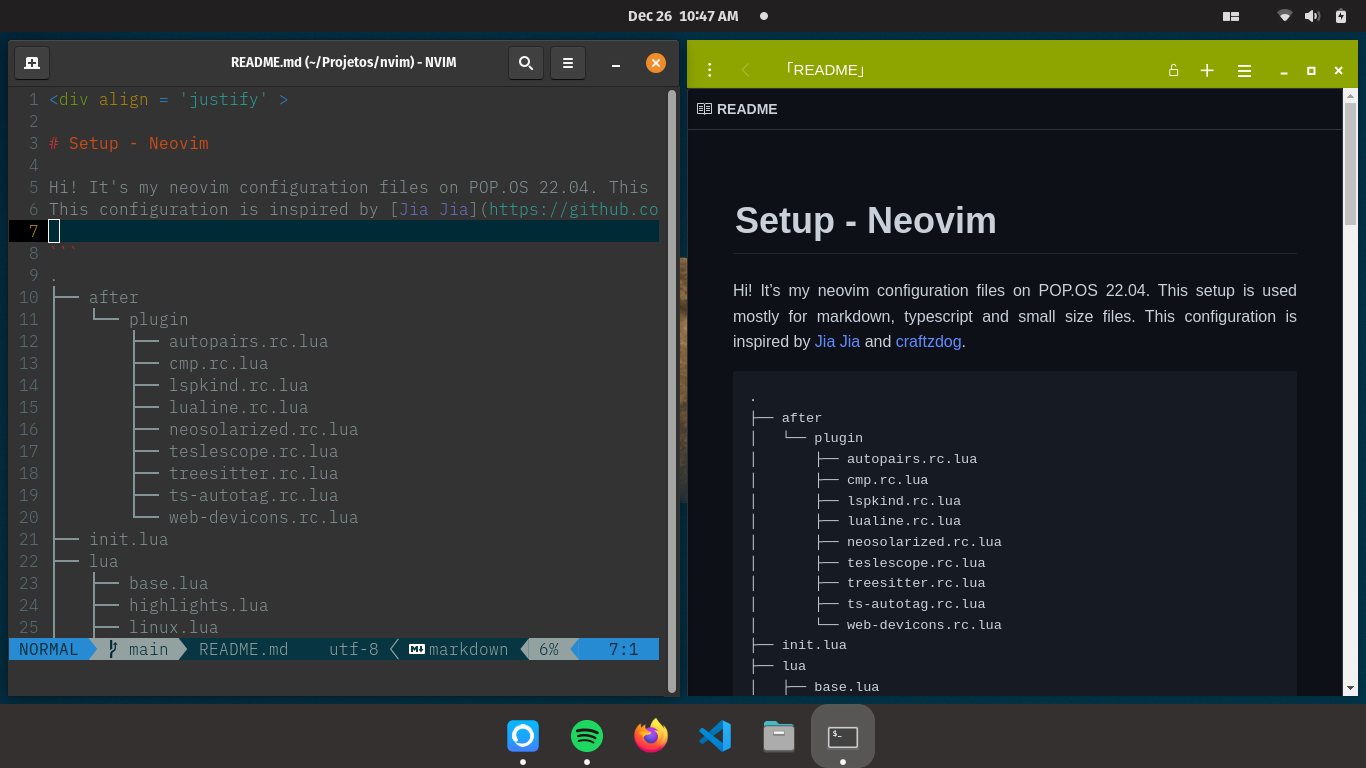 Dec 26 10:47 AM
README.md (~/Projetos/nvim) - NVIM
1 <div align = 'justify' >
2
3 # Setup - Neovim
4
5 Hi! It's my neovim configuration files on POP.OS 22.04. This
6 This configuration is inspired by [Jia Jia](https://github.co
7
8 ```
9 .
10 ├── after
11 │   └── plugin
12 │       ├── autopairs.rc.lua
13 │       ├── cmp.rc.lua
14 │       ├── lspkind.rc.lua
15 │       ├── lualine.rc.lua
16 │       ├── neosolarized.rc.lua
17 │       ├── teslescope.rc.lua
18 │       ├── treesitter.rc.lua
19 │       ├── ts-autotag.rc.lua
20 │       └── web-devicons.rc.lua
21 ├── init.lua
22 ├── lua
23 │   ├── base.lua
24 │   ├── highlights.lua
25 │   ├── linux.lua
NORMAL main README.md utf-8 markdown 6% 7:1
「README」
README
Setup - Neovim
Hi! It’s my neovim configuration files on POP.OS 22.04. This setup is used
mostly for markdown, typescript and small size files. This configuration is
inspired by Jia Jia and craftzdog.
.
├── after
│   └── plugin
│       ├── autopairs.rc.lua
│       ├── cmp.rc.lua
│       ├── lspkind.rc.lua
│       ├── lualine.rc.lua
│       ├── neosolarized.rc.lua
│       ├── teslescope.rc.lua
│       ├── treesitter.rc.lua
│       ├── ts-autotag.rc.lua
│       └── web-devicons.rc.lua
├── init.lua
├── lua
│   ├── base.lua
$_